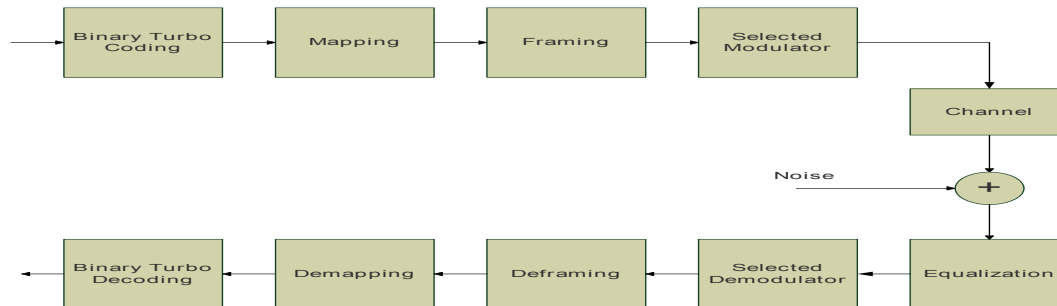 Binary Turbo
Coding
Mapping
Framing
Selected
Modulator
Channel
Noise
+
Binary Turbo
Decoding
Demapping
Deframing
Selected
Demodulator
Equalization